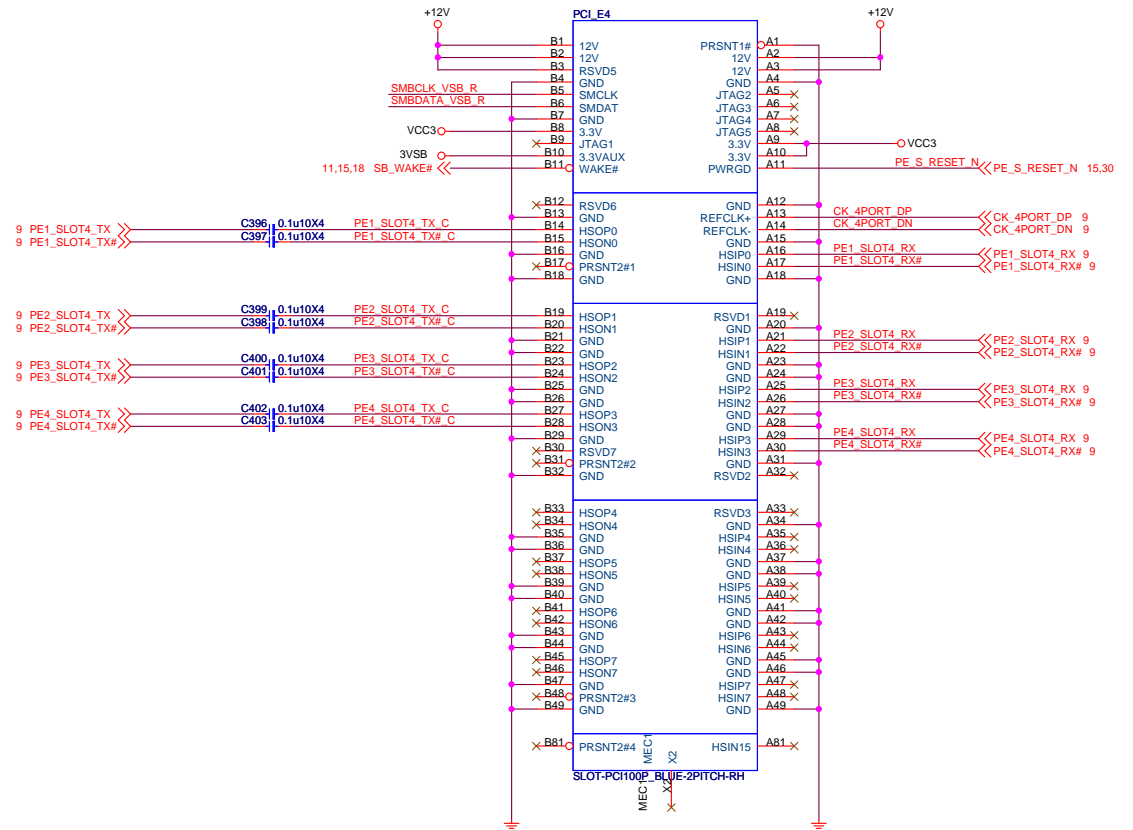 +12V PCI_E4 +12V
B1 12V PRSNT1# A1
B2 12V 12V A2
B3 RSVD5 12V A3
B4 GND GND A4
SMBCLK_VSB_R B5 SMCLK JTAG2 A5
SMBDATA_VSB_R B6 SMDAT JTAG3 A6
B7 GND JTAG4 A7
VCC3 B8 3.3V JTAG5 A8
B9 JTAG1 3.3V A9 VCC3
3VSB B10 3.3VAUX 3.3V A10
11,15,18 SB_WAKE# B11 WAKE# PWRGD A11 PE_S_RESET_N PE_S_RESET_N 15,30
B12 RSVD6 GND A12
B13 GND REFCLK+ A13 CK_4PORT_DP CK_4PORT_DP 9
9 PE1_SLOT4_TX C396 0.1u10X4 PE1_SLOT4_TX_C B14 HSOP0 REFCLK- A14 CK_4PORT_DN CK_4PORT_DN 9
9 PE1_SLOT4_TX# C397 0.1u10X4 PE1_SLOT4_TX#_C B15 HSON0 GND A15
B16 GND HSIP0 A16 PE1_SLOT4_RX PE1_SLOT4_RX 9
B17 PRSNT2#1 HSIN0 A17 PE1_SLOT4_RX# PE1_SLOT4_RX# 9
B18 GND GND A18
9 PE2_SLOT4_TX C399 0.1u10X4 PE2_SLOT4_TX_C B19 HSOP1 RSVD1 A19
9 PE2_SLOT4_TX# C398 0.1u10X4 PE2_SLOT4_TX#_C B20 HSON1 GND A20
B21 GND HSIP1 A21 PE2_SLOT4_RX PE2_SLOT4_RX 9
B22 GND HSIN1 A22 PE2_SLOT4_RX# PE2_SLOT4_RX# 9
9 PE3_SLOT4_TX C400 0.1u10X4 PE3_SLOT4_TX_C B23 HSOP2 GND A23
9 PE3_SLOT4_TX# C401 0.1u10X4 PE3_SLOT4_TX#_C B24 HSON2 GND A24
B25 GND HSIP2 A25 PE3_SLOT4_RX PE3_SLOT4_RX 9
B26 GND HSIN2 A26 PE3_SLOT4_RX# PE3_SLOT4_RX# 9
9 PE4_SLOT4_TX C402 0.1u10X4 PE4_SLOT4_TX_C B27 HSOP3 GND A27
9 PE4_SLOT4_TX# C403 0.1u10X4 PE4_SLOT4_TX#_C B28 HSON3 GND A28
B29 GND HSIP3 A29 PE4_SLOT4_RX PE4_SLOT4_RX 9
B30 RSVD7 HSIN3 A30 PE4_SLOT4_RX# PE4_SLOT4_RX# 9
B31 PRSNT2#2 GND A31
B32 GND RSVD2 A32
B33 HSOP4 RSVD3 A33
B34 HSON4 GND A34
B35 GND HSIP4 A35
B36 GND HSIN4 A36
B37 HSOP5 GND A37
B38 HSON5 GND A38
B39 GND HSIP5 A39
B40 GND HSIN5 A40
B41 HSOP6 GND A41
B42 HSON6 GND A42
B43 GND HSIP6 A43
B44 GND HSIN6 A44
B45 HSOP7 GND A45
B46 HSON7 GND A46
B47 GND HSIP7 A47
B48 PRSNT2#3 HSIN7 A48
B49 GND GND A49
B81 PRSNT2#4 MEC1 X2 HSIN15 A81
SLOT-PCI100P_BLUE-2PITCH-RH
MEC1 X2